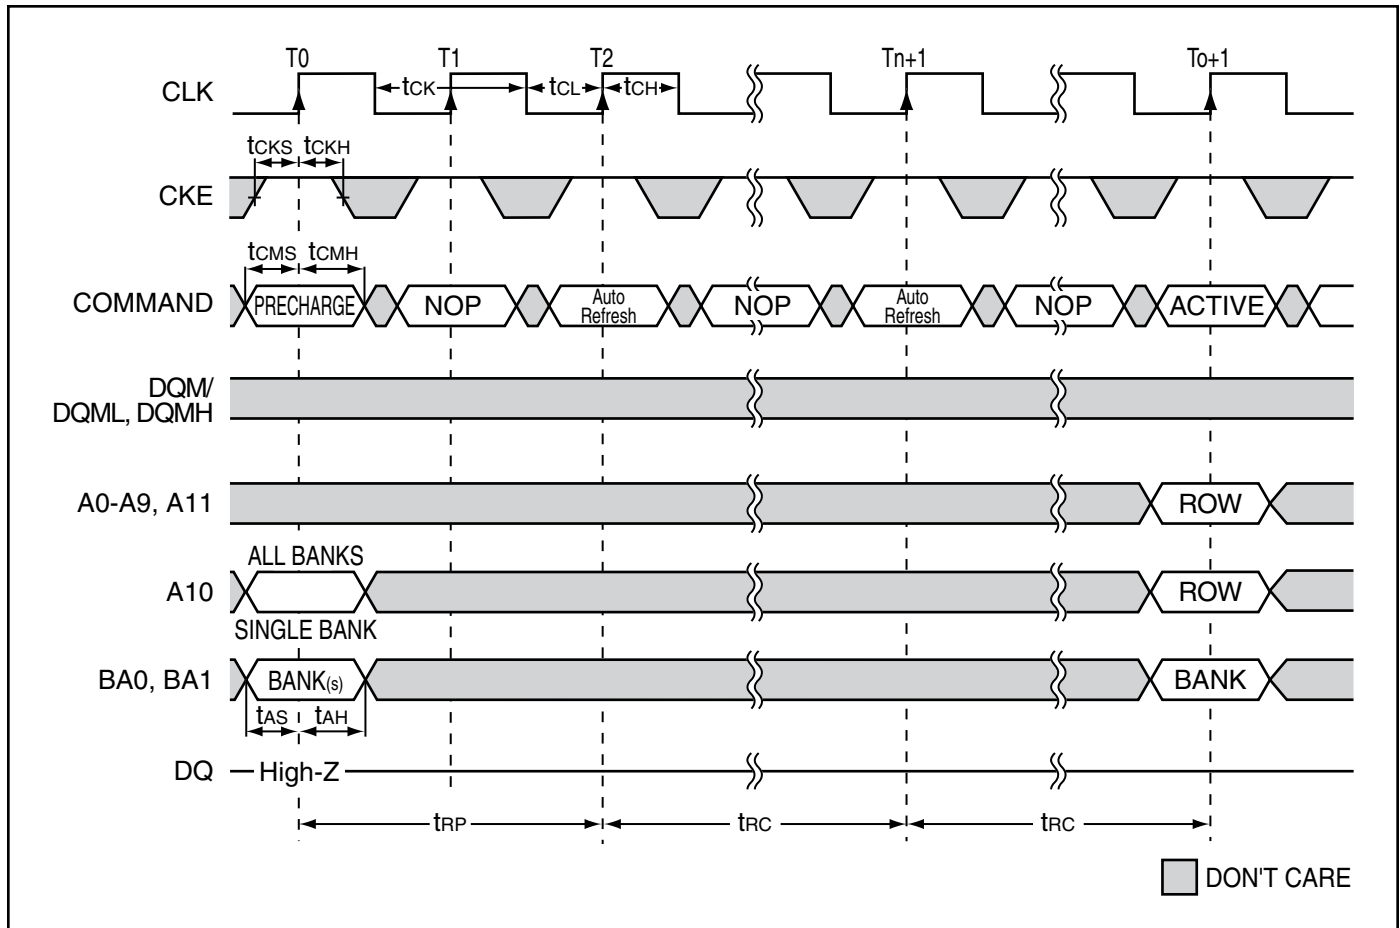 T0 T1 T2 Tn+1 To+1
CLK tCK tCL tCH
tCKS tCKH
CKE
tCMS tCMH
COMMAND PRECHARGE NOP Auto Refresh NOP Auto Refresh NOP ACTIVE
DQM/
DQML, DQMH
A0-A9, A11 ROW
ALL BANKS
A10 ROW
SINGLE BANK
BA0, BA1 BANK(s) BANK
tAS tAH
DQ High-Z
tRP tRC tRC
DON'T CARE